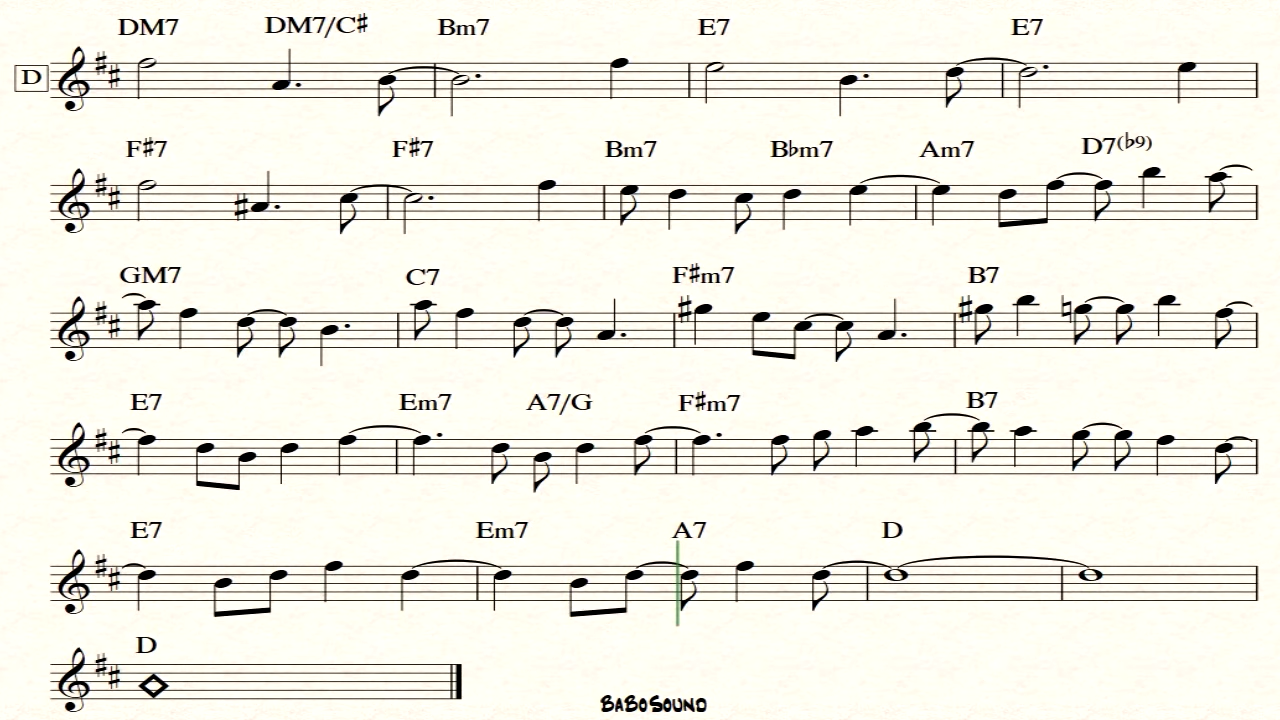 DM7 DM7/C♯ Bm7 E7 E7
D
F♯7 F♯7 Bm7 B♭m7 Am7 D7(♭9)
GM7 C7 F♯m7 B7
E7 Em7 A7/G F♯m7 B7
E7 Em7 A7 D
D
BABOSOUND